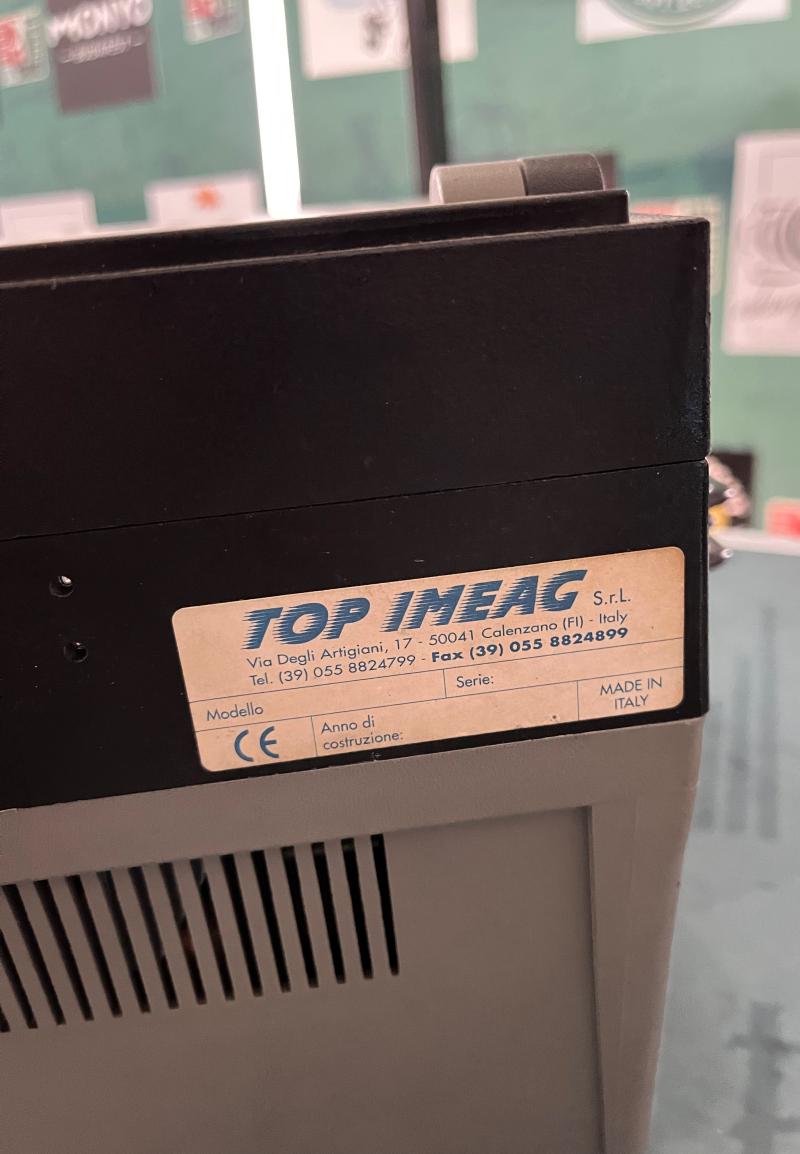 TOP IMEAG S.r.L.
Via Degli Artigiani, 17 - 50041 Calenzano (FI) - Italy
Tel. (39) 055 8824799 - Fax (39) 055 8824899
Modello
Serie:
CE
Anno di
costruzione:
MADE IN
ITALY